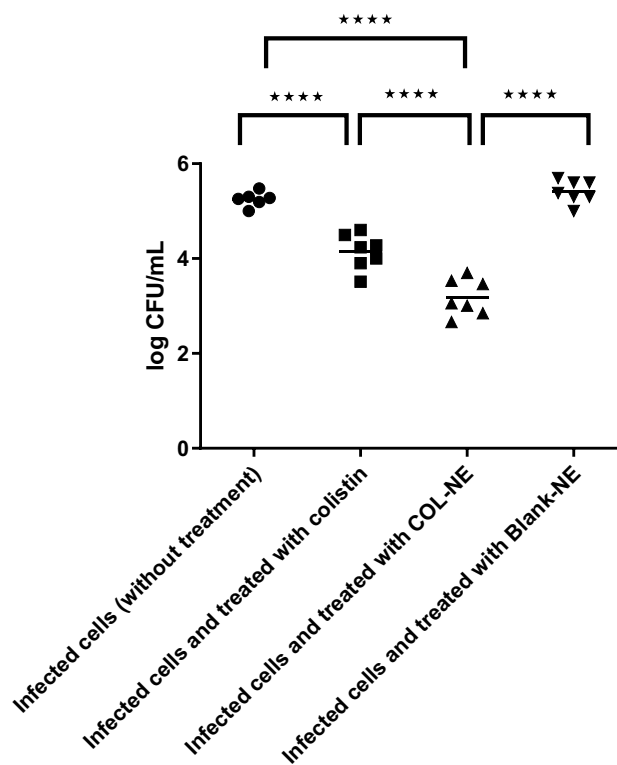 ★★★★
★★★★ ★★★★ ★★★★
6
4
2
0
log CFU/mL
Infected cells (without treatment)
Infected cells and treated with colistin
Infected cells and treated with COL-NE
Infected cells and treated with Blank-NE